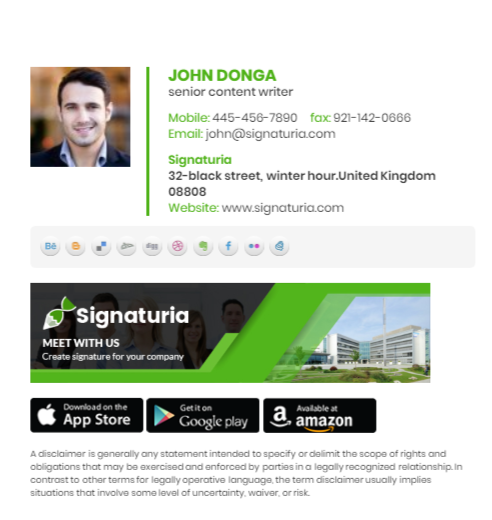 JOHN DONGA
senior content writer
Mobile: 445-456-7890 fax: 921-142-0666
Email: john@signaturia.com
Signaturia
32-black street, winter hour.United Kingdom
08808
Website: www.signaturia.com
Bē
digg
Signaturia
MEET WITH US
Create signature for your company
Download on the
App Store
Get it on
Google play
Available at
amazon
A disclaimer is generally any statement intended to specify or delimit the scope of rights and
obligations that may be exercised and enforced by parties in a legally recognized relationship. In
contrast to other terms for legally operative language, the term disclaimer usually implies
situations that involve some level of uncertainty, waiver, or risk.